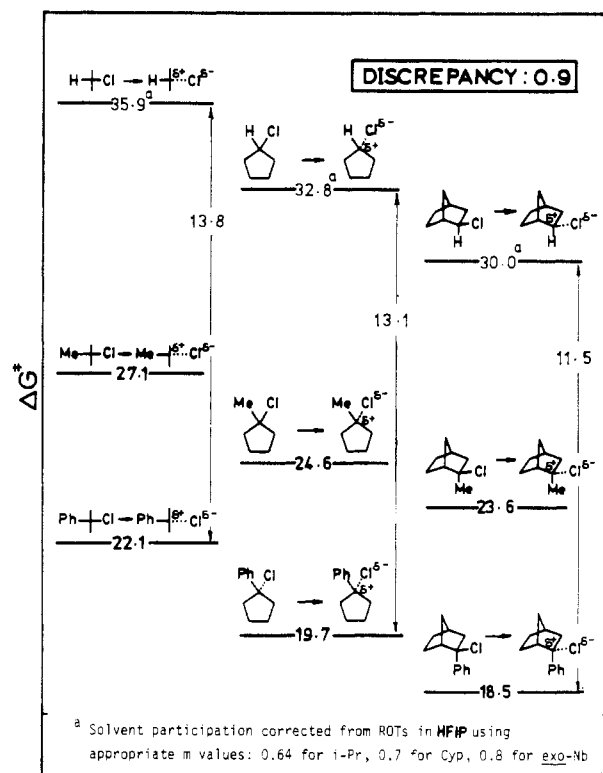 DISCREPANCY: 0.9
H Cl → H δ+ Cl δ-
35.9 a
H Cl → H Cl δ- δ+
32.8 a
Cl H → δ+ Cl δ- H
30.0 a
13.8
13.1
11.5
ΔG‡
Me Cl → Me δ+ Cl δ-
27.1
Me Cl → Me Cl δ- δ+
24.6
Cl Me → δ+ Cl δ- Me
23.6
Ph Cl → Ph δ+ Cl δ-
22.1
Ph Cl → Ph Cl δ- δ+
19.7
Cl Ph → δ+ Cl δ- Ph
18.5
a Solvent participation corrected from ROTs in HFIP using
appropriate m values: 0.64 for i-Pr, 0.7 for Cyp, 0.8 for exo-Nb